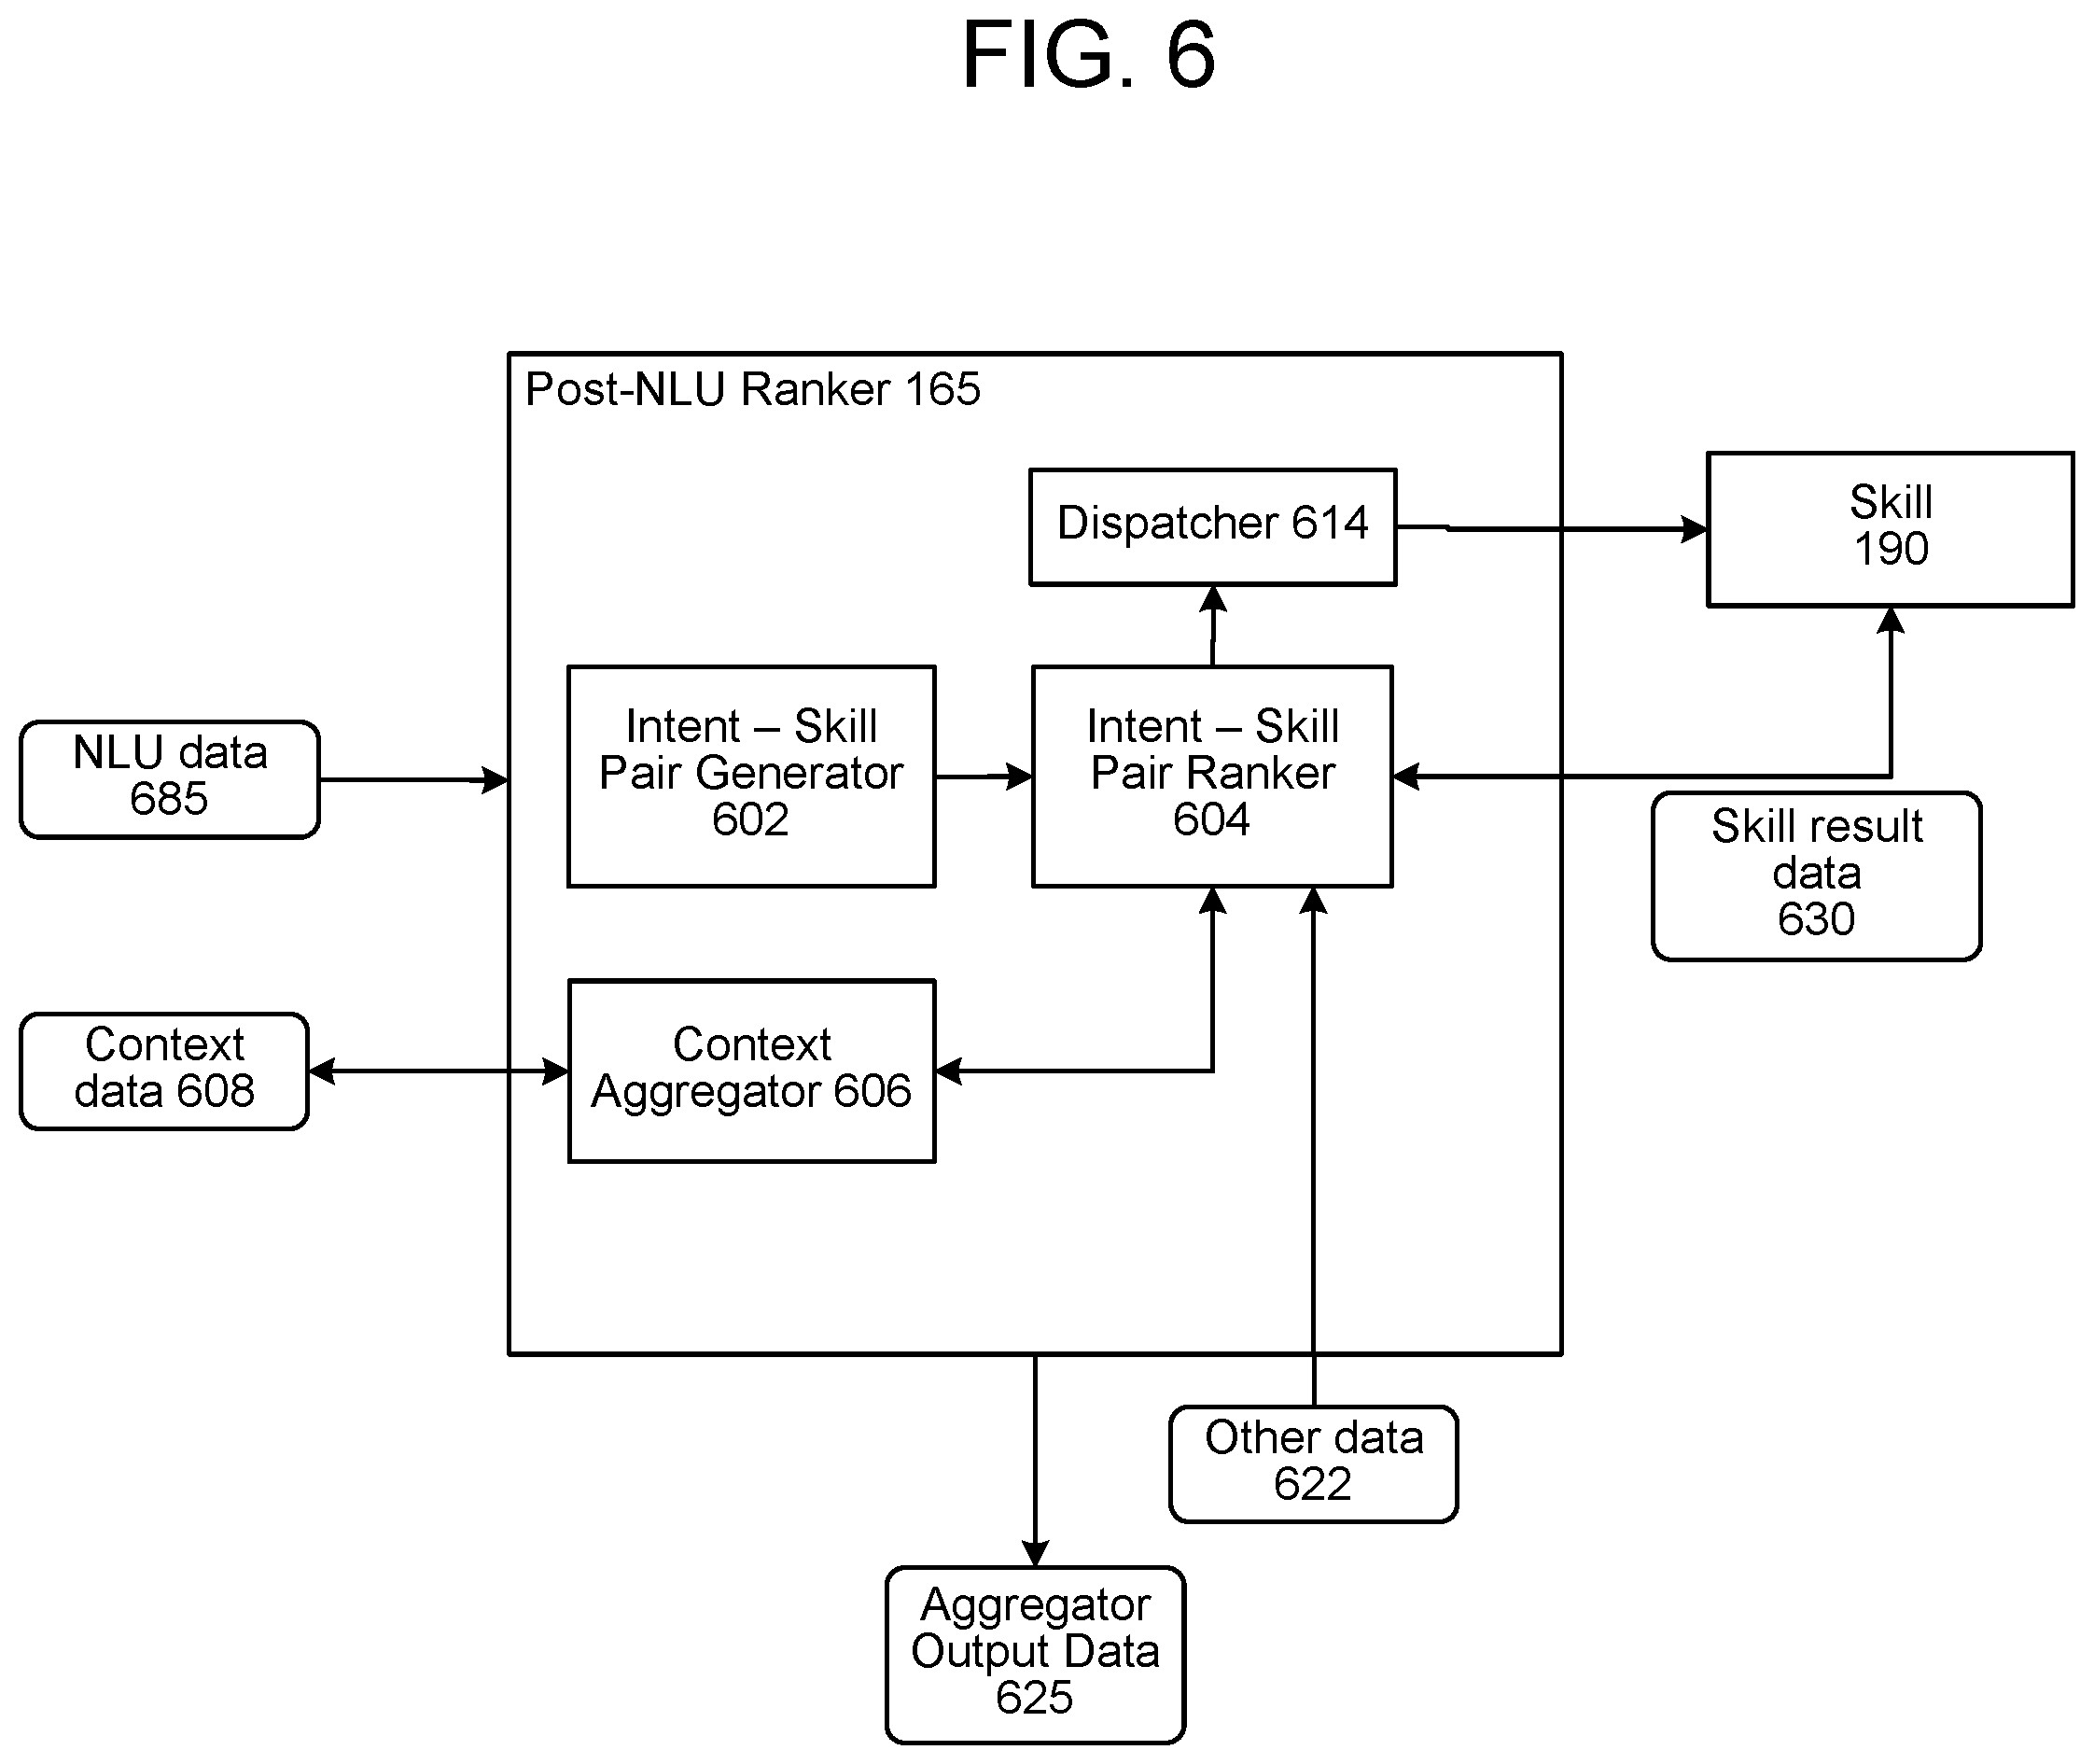 FIG. 6
Post-NLU Ranker 165
Dispatcher 614
Skill
190
Intent – Skill
Pair Generator
602
Intent – Skill
Pair Ranker
604
NLU data
685
Skill result
data
630
Context
data 608
Context
Aggregator 606
Other data
622
Aggregator
Output Data
625